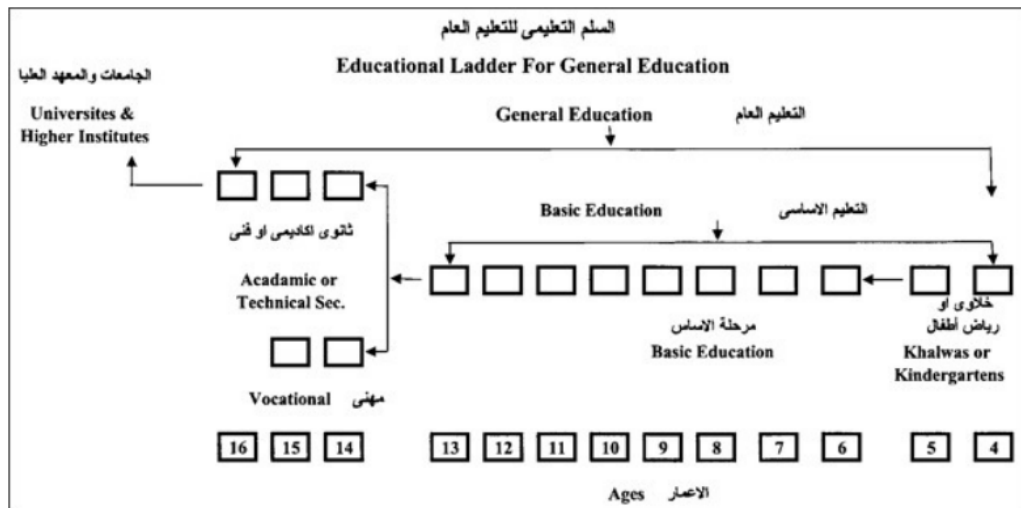 السلم التعليمى للتعليم العام
Educational Ladder For General Education
الجامعات والمعهد العليا
Universites &
Higher Institutes
General Education التعليم العام
Basic Education التعليم الاساسى
ثانوى اكاديمى او فنى
Acadamic or
Technical Sec.
خلاوى او
رياض أطفال
Khalwas or
Kindergartens
مرحلة الاساس
Basic Education
Vocational مهنى
16 15 14 13 12 11 10 9 8 7 6 5 4
Ages الاعمار